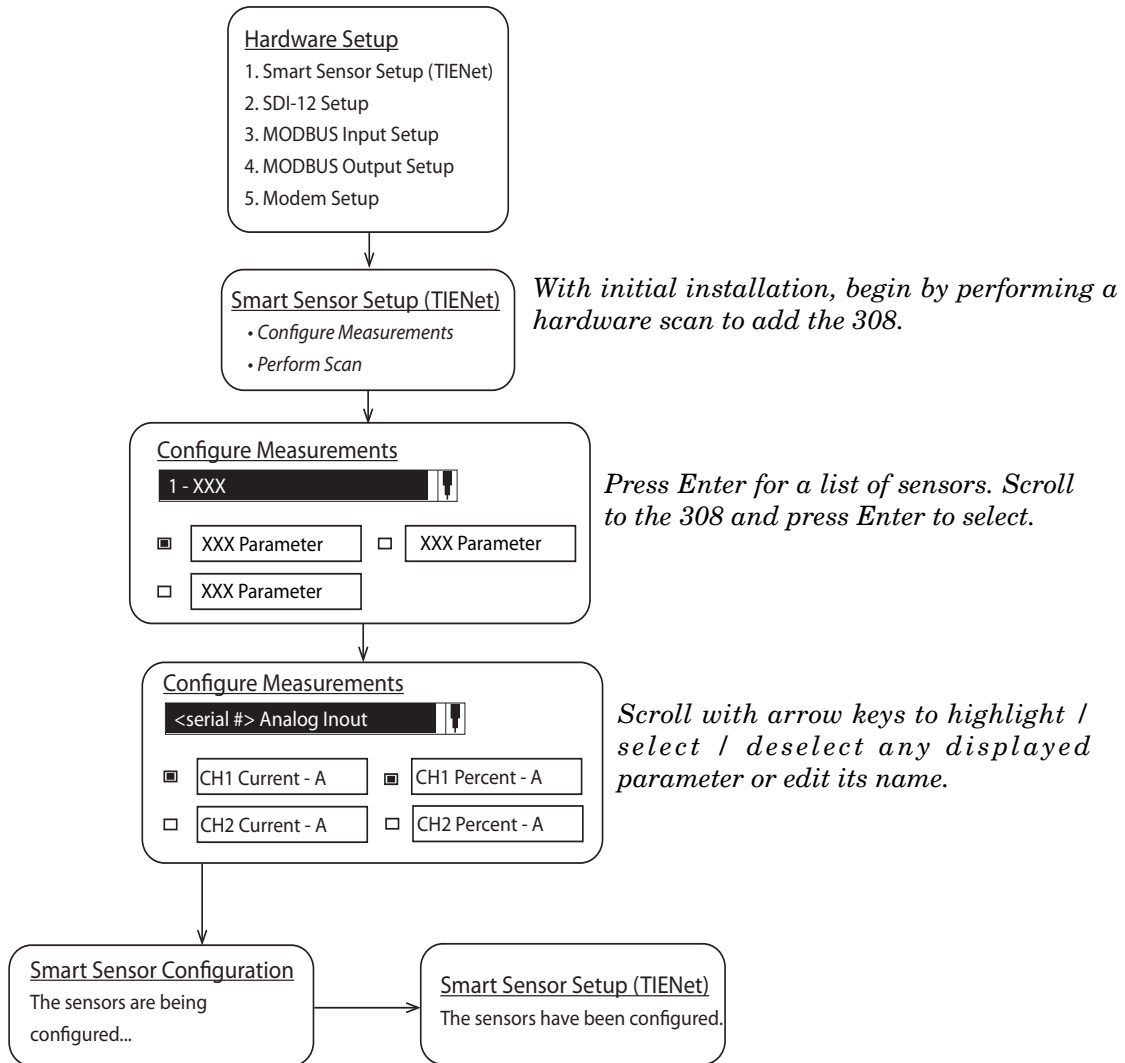 Hardware Setup
1. Smart Sensor Setup (TIENet)
2. SDI-12 Setup
3. MODBUS Input Setup
4. MODBUS Output Setup
5. Modem Setup
Smart Sensor Setup (TIENet)
• Configure Measurements
• Perform Scan
With initial installation, begin by performing a
hardware scan to add the 308.
Configure Measurements
1 - XXX
XXX Parameter
XXX Parameter
XXX Parameter
Press Enter for a list of sensors. Scroll
to the 308 and press Enter to select.
Configure Measurements
<serial #> Analog Inout
CH1 Current - A
CH1 Percent - A
CH2 Current - A
CH2 Percent - A
Scroll with arrow keys to highlight /
select / deselect any displayed
parameter or edit its name.
Smart Sensor Configuration
The sensors are being
configured...
Smart Sensor Setup (TIENet)
The sensors have been configured.